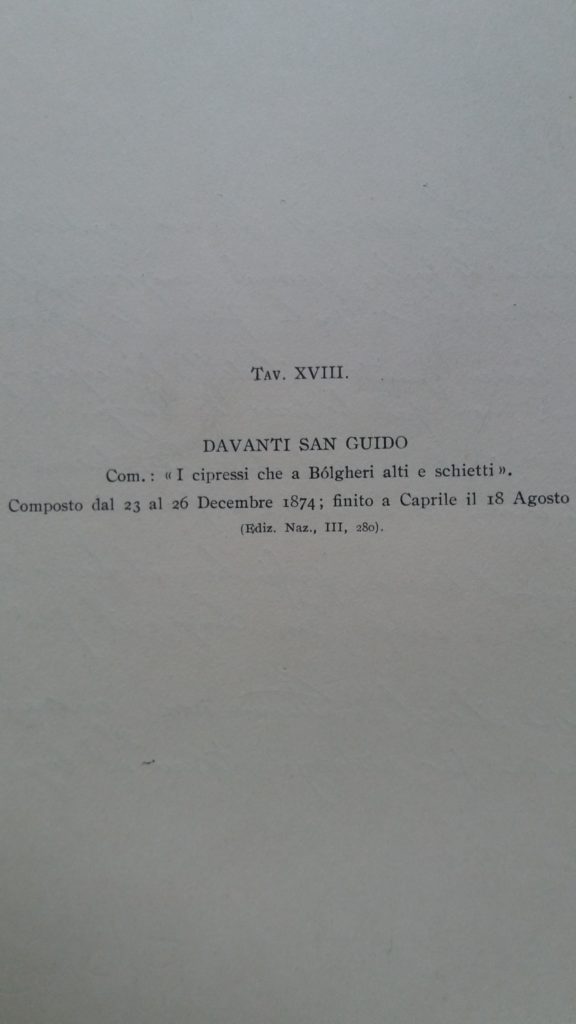 Tav. XVIII.
DAVANTI SAN GUIDO
Com.: «I cipressi che a Bólgheri alti e schietti».
Composto dal 23 al 26 Decembre 1874; finito a Caprile il 18 Agosto
(Ediz. Naz., III, 280).